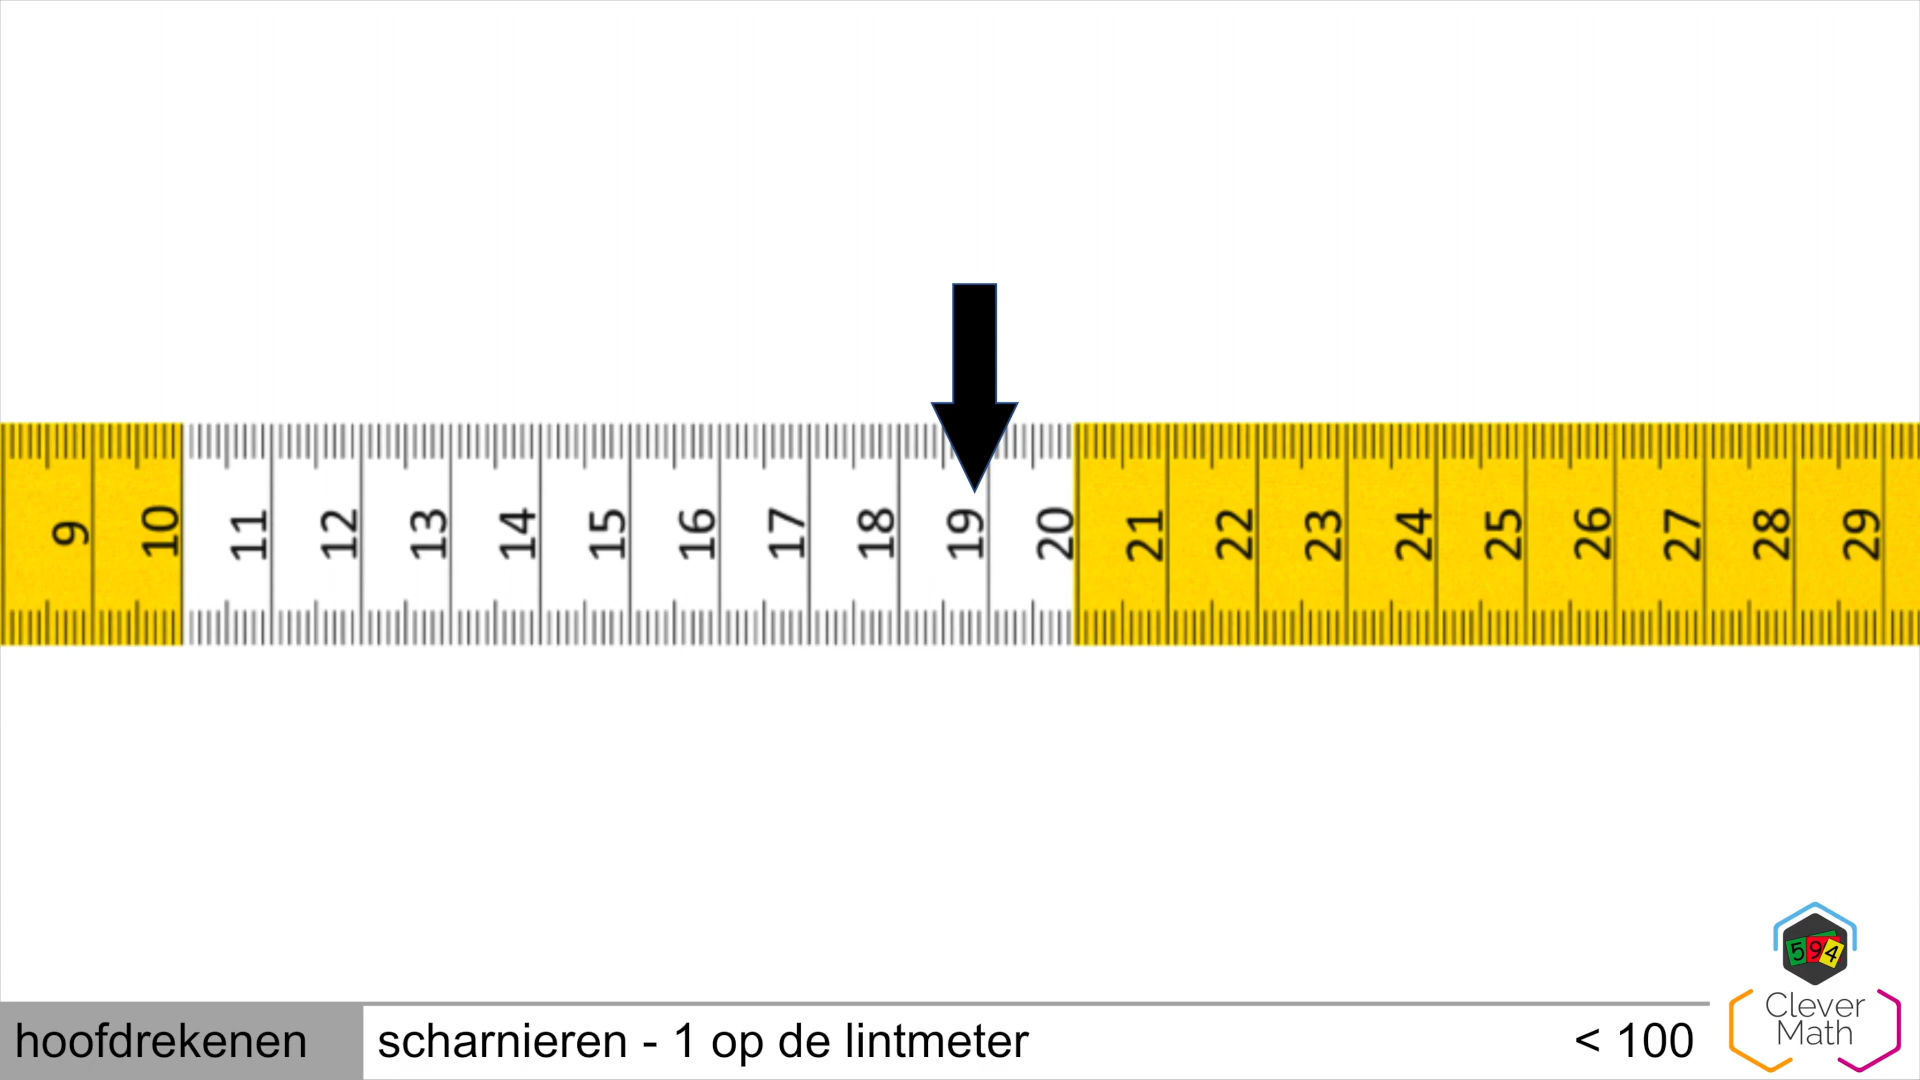 9 10 11 12 13 14 15 16 17 18 19 20 21 22 23 24 25 26 27 28 29
594
Clever
Math
hoofdrekenen scharnieren - 1 op de lintmeter < 100